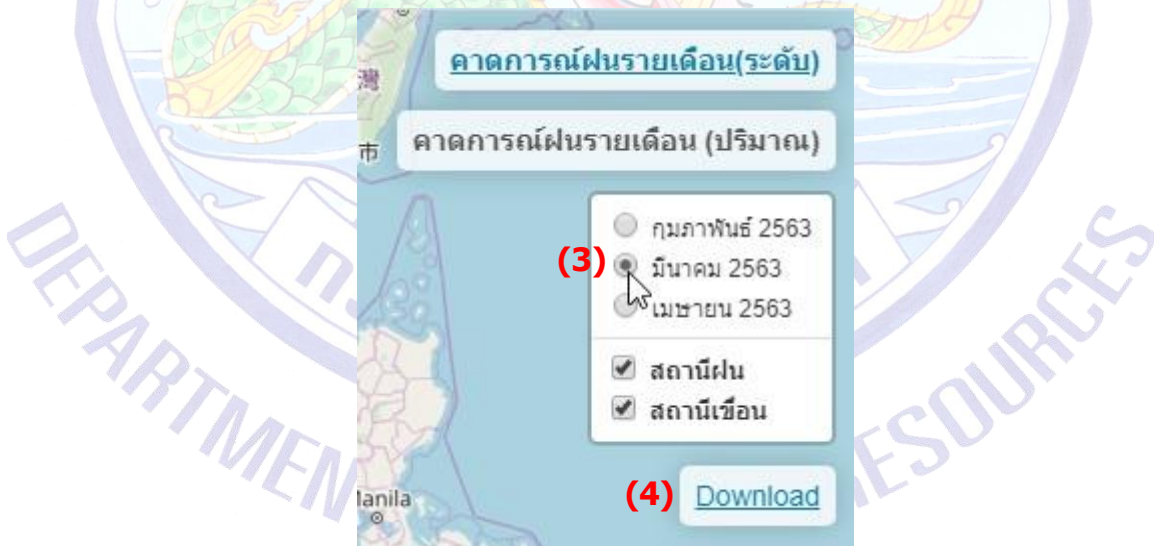 คาดการณ์ฝนรายเดือน(ระดับ)
灣
คาดการณ์ฝนรายเดือน (ปริมาณ)
市
กุมภาพันธ์ 2563
(3) มีนาคม 2563
เมษายน 2563
สถานีฝน
สถานีเขื่อน
(4) Download
DEPARTMEN
ESOURCES